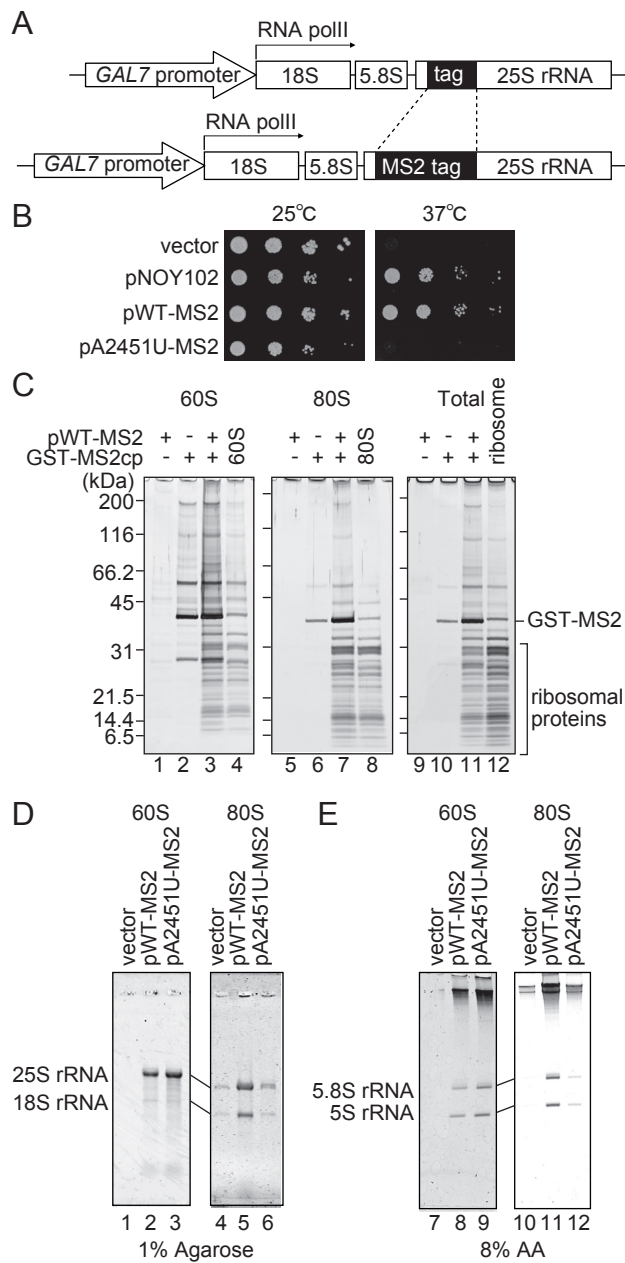 A
RNA polII
GAL7 promoter
18S
5.8S
tag
25S rRNA
RNA polII
GAL7 promoter
18S
5.8S
MS2 tag
25S rRNA
B
25°C
37°C
vector
pNOY102
pWT-MS2
pA2451U-MS2
C
60S
80S
Total
pWT-MS2 + - + 60S + - + 80S + - + ribosome
GST-MS2cp - + + - + + - + +
(kDa)
200
116
66.2
45
31
21.5
14.4
6.5
GST-MS2
ribosomal
proteins
1 2 3 4 5 6 7 8 9 10 11 12
D
60S
80S
vector
pWT-MS2
pA2451U-MS2
vector
pWT-MS2
pA2451U-MS2
25S rRNA
18S rRNA
1 2 3 4 5 6
1% Agarose
E
60S
80S
vector
pWT-MS2
pA2451U-MS2
vector
pWT-MS2
pA2451U-MS2
5.8S rRNA
5S rRNA
7 8 9 10 11 12
8% AA